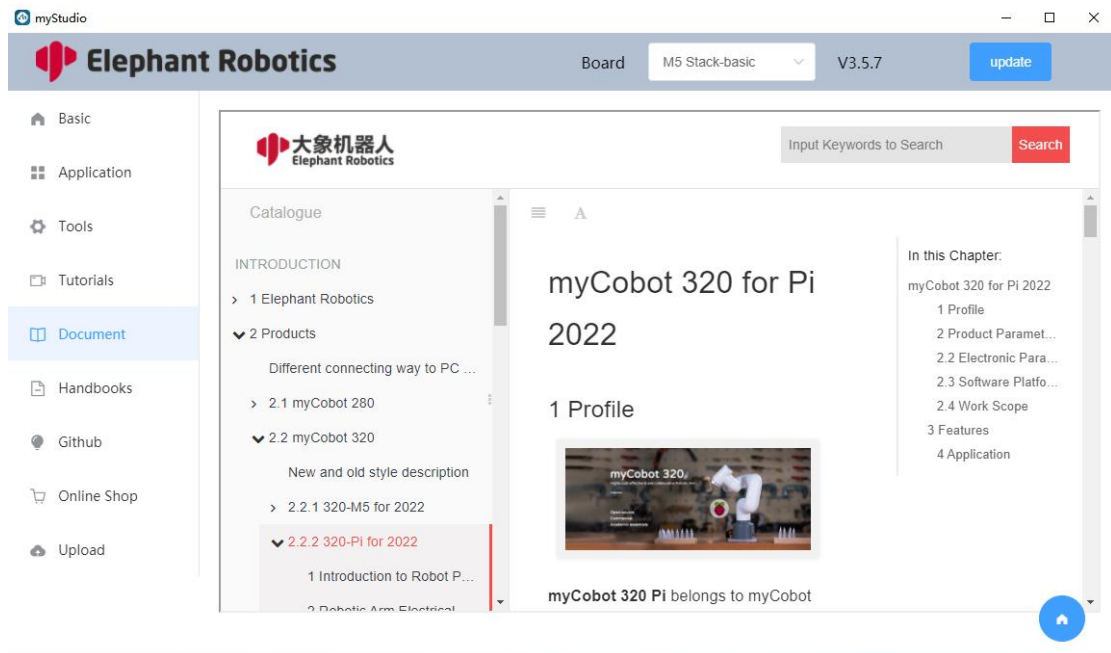 myStudio
Elephant Robotics
Board
M5 Stack-basic
V3.5.7
update
Basic
Application
Tools
Tutorials
Document
Handbooks
Github
Online Shop
Upload
大象机器人
Elephant Robotics
Input Keywords to Search
Search
Catalogue
INTRODUCTION
1 Elephant Robotics
2 Products
Different connecting way to PC ...
2.1 myCobot 280
2.2 myCobot 320
New and old style description
2.2.1 320-M5 for 2022
2.2.2 320-Pi for 2022
1 Introduction to Robot P...
2 Robotic Arm Electrical
A
myCobot 320 for Pi
2022
1 Profile
myCobot 320
myCobot 320 Pi belongs to myCobot
In this Chapter:
myCobot 320 for Pi 2022
1 Profile
2 Product Paramet...
2.2 Electronic Para...
2.3 Software Platfo...
2.4 Work Scope
3 Features
4 Application